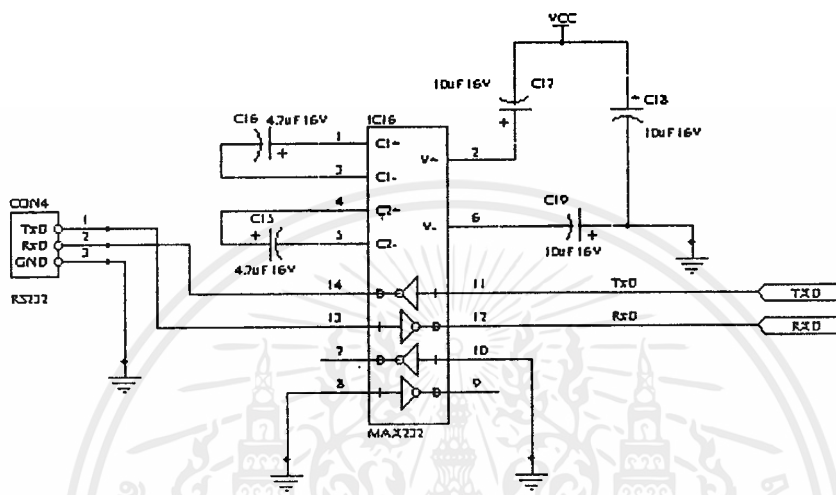 VCC
10uF 16V
C17
C18
10uF 16V
C16
4.7uF 16V
IC16
1
C1+
3
C1-
V+
2
4
C2+
C15
5
C2-
4.7uF 16V
V-
6
C19
10uF 16V
CON4
TxD
1
RxD
2
GND
3
RS232
14
11
TxD
TXD
13
12
RxD
RXD
7
10
8
9
MAX232